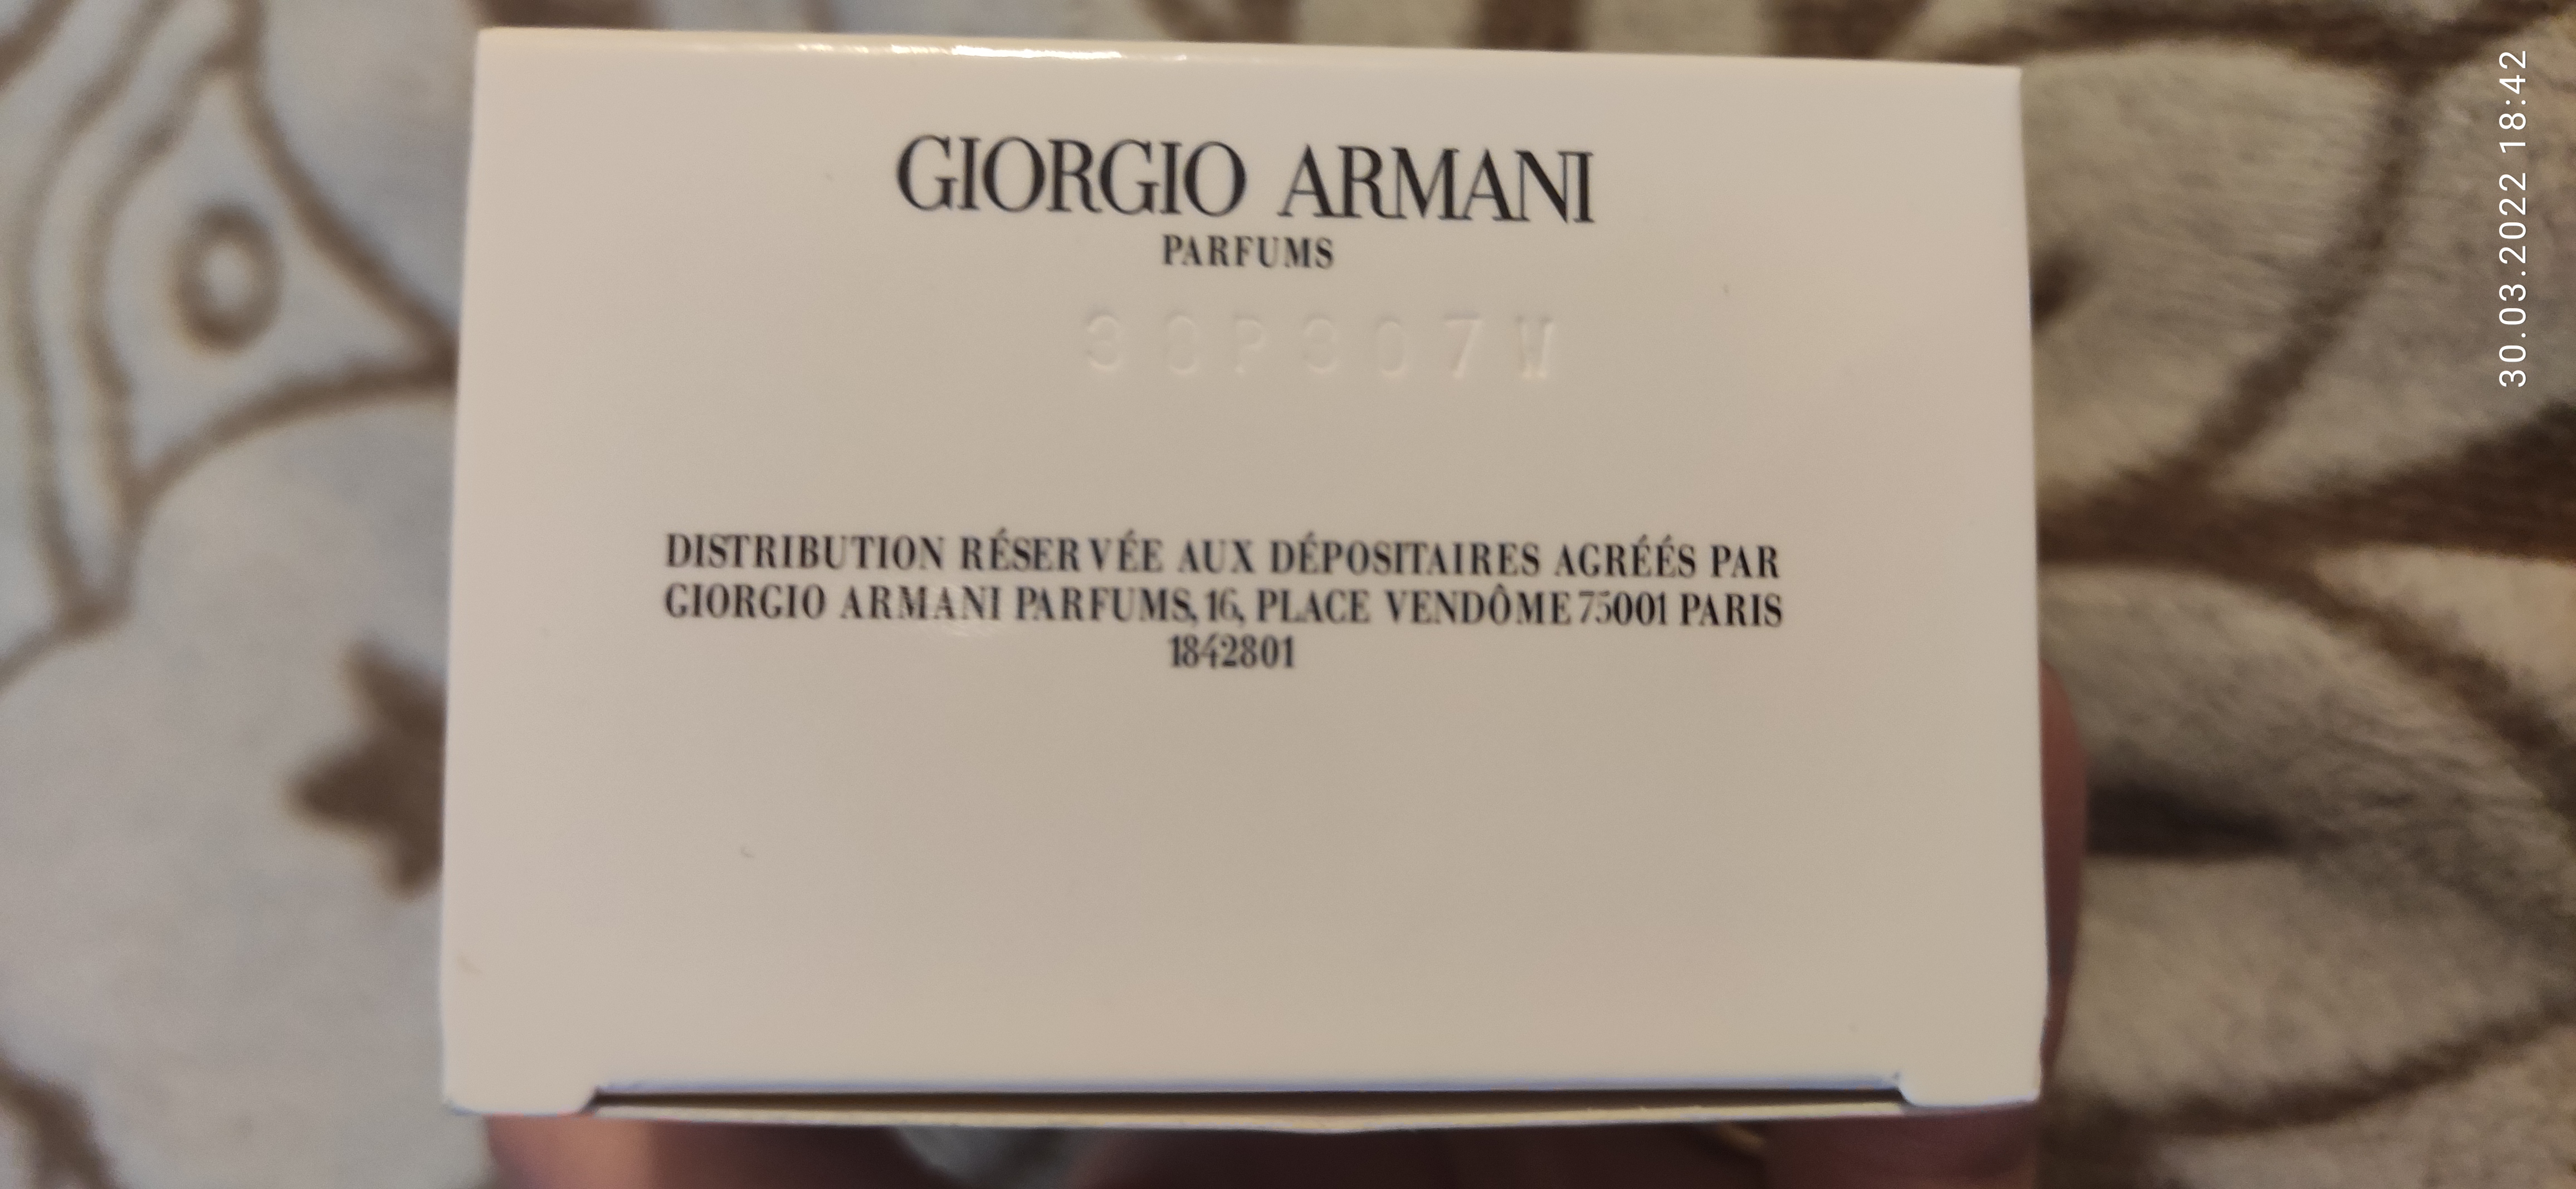 GIORGIO ARMANI
PARFUMS
38P307W
DISTRIBUTION RÉSERVÉE AUX DÉPOSITAIRES AGRÉÉS PAR
GIORGIO ARMANI PARFUMS, 16, PLACE VENDÔME 75001 PARIS
1842801
30.03.2022 18:42